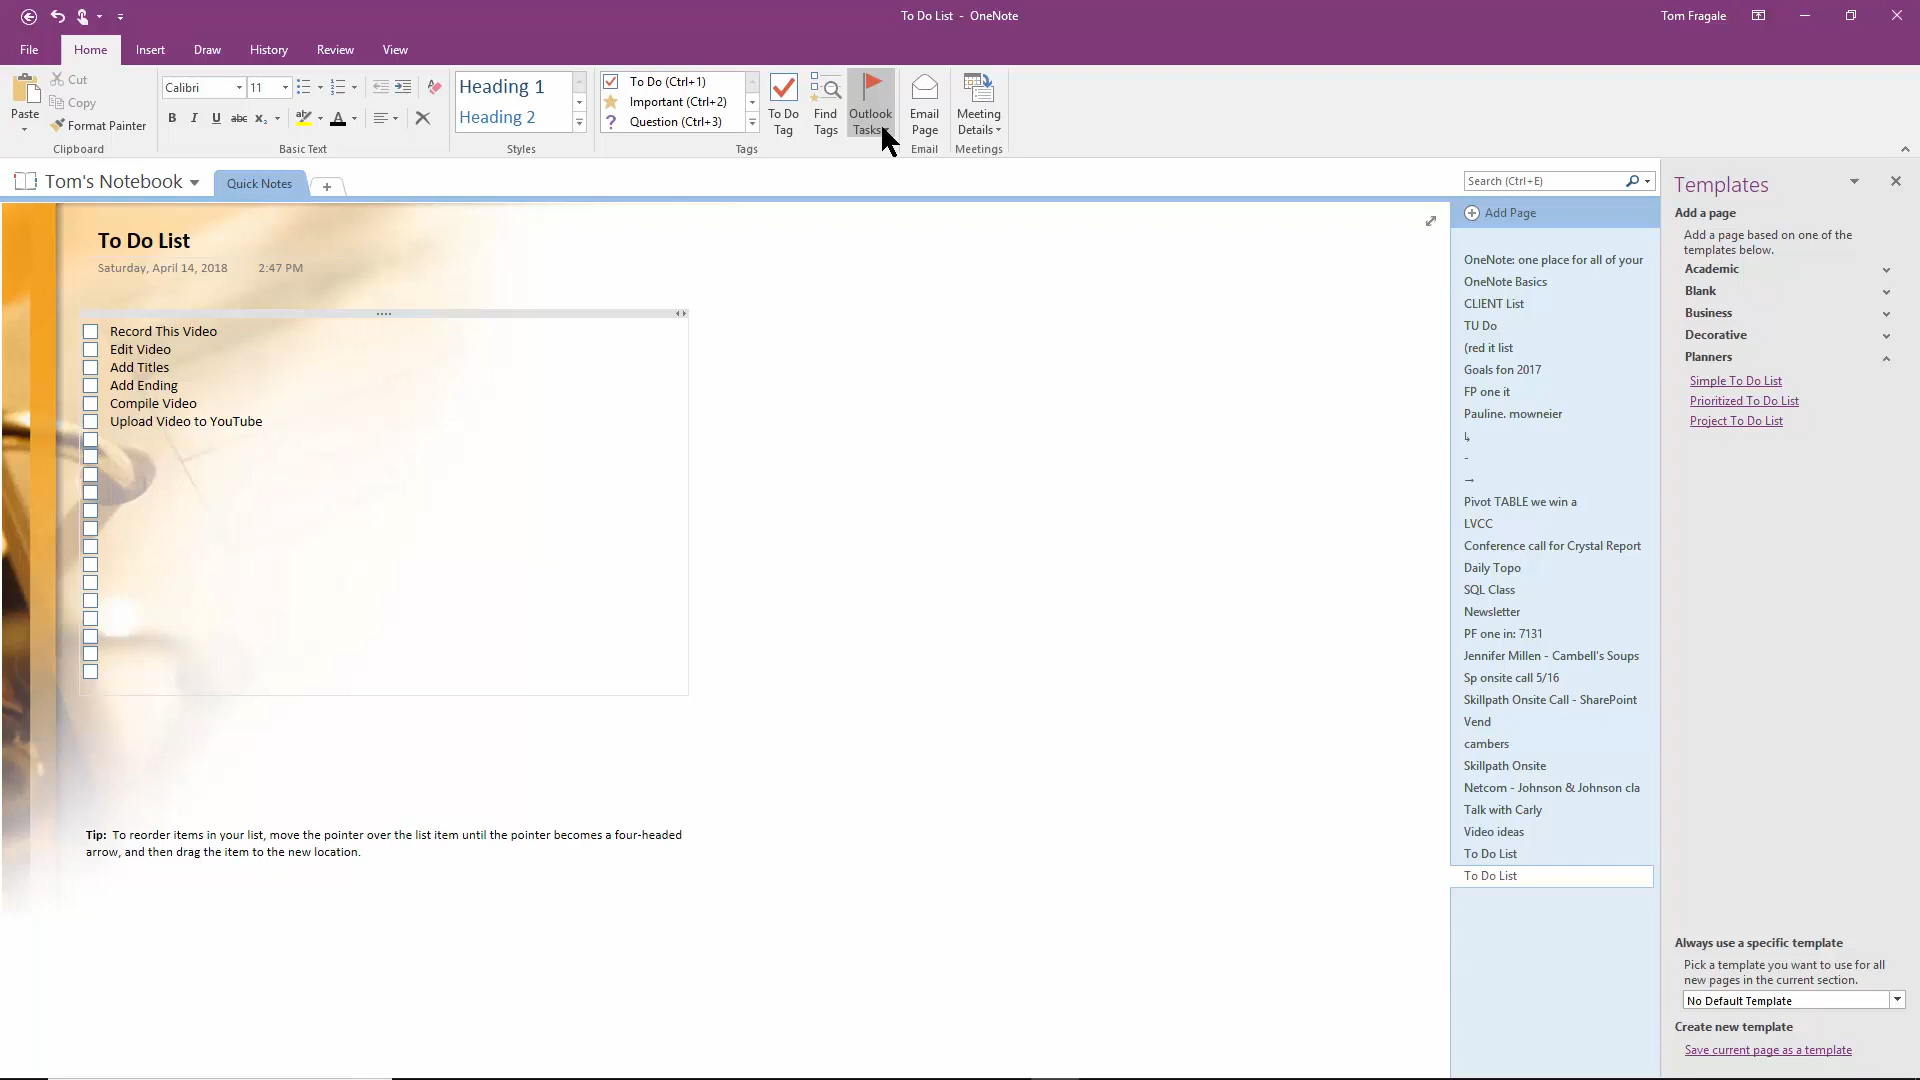 To Do List - OneNote
Tom Fragale
File Home Insert Draw History Review View
Paste
Cut
Copy
Format Painter
Clipboard
Calibri 11
B I U abc x₂ A
Basic Text
Heading 1
Heading 2
Styles
To Do (Ctrl+1)
Important (Ctrl+2)
Question (Ctrl+3)
To Do
Tag
Find
Tags
Outlook
Tasks
Tags
Email
Page
Email
Meeting
Details
Meetings
Tom's Notebook
Quick Notes
Search (Ctrl+E)
To Do List
Saturday, April 14, 2018 2:47 PM
Record This Video
Edit Video
Add Titles
Add Ending
Compile Video
Upload Video to YouTube
Tip: To reorder items in your list, move the pointer over the list item until the pointer becomes a four-headed
arrow, and then drag the item to the new location.
Add Page
OneNote: one place for all of your
OneNote Basics
CLIENT List
TU Do
(red it list
Goals fon 2017
FP one it
Pauline. mowneier
↳
-
→
Pivot TABLE we win a
LVCC
Conference call for Crystal Report
Daily Topo
SQL Class
Newsletter
PF one in: 7131
Jennifer Millen - Cambell's Soups
Sp onsite call 5/16
Skillpath Onsite Call - SharePoint
Vend
cambers
Skillpath Onsite
Netcom - Johnson & Johnson cla
Talk with Carly
Video ideas
To Do List
To Do List
Templates
Add a page
Add a page based on one of the
templates below.
Academic
Blank
Business
Decorative
Planners
Simple To Do List
Prioritized To Do List
Project To Do List
Always use a specific template
Pick a template you want to use for all
new pages in the current section.
No Default Template
Create new template
Save current page as a template